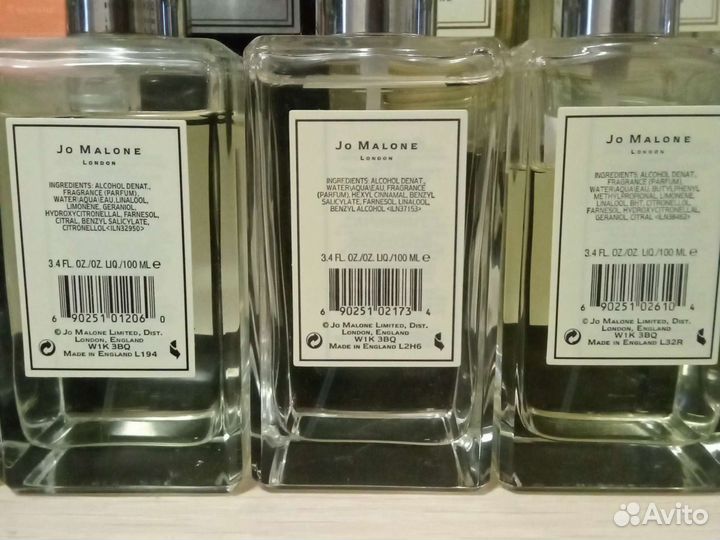 JO MALONE
LONDON
INGREDIENTS: ALCOHOL DENAT.,
FRAGRANCE (PARFUM),
WATER\AQUA\EAU, LINALOOL,
LIMONENE, GERANIOL,
HYDROXYCITRONELLAL, FARNESOL,
CITRAL, BENZYL SALICYLATE,
CITRONELLOL<ILN32950>
3.4 FL. OZ./OZ. LIQ./100 ML ℮
6 90251 01206 0
© JO MALONE LIMITED, DIST.
LONDON, ENGLAND
W1K 3BQ
MADE IN ENGLAND L194
JO MALONE
LONDON
INGREDIENTS: ALCOHOL DENAT.,
WATER\AQUA\EAU, FRAGRANCE
(PARFUM), HEXYL CINNAMAL, BENZYL
SALICYLATE, FARNESOL, LINALOOL,
BENZYL ALCOHOL <ILN37153>
3.4 FL. OZ./OZ. LIQ./100 ML ℮
6 90251 02173 4
© JO MALONE LIMITED, DIST.
LONDON, ENGLAND
W1K 3BQ
MADE IN ENGLAND L2H6
JO MALONE
LONDON
INGREDIENTS: ALCOHOL DENAT.,
FRAGRANCE (PARFUM),
WATER\AQUA\EAU, BUTYLPHENYL
METHYLPROPIONAL, LIMONENE,
LINALOOL, BHT, CITRONELLOL,
FARNESOL, HYDROXYCITRONELLAL,
GERANIOL, CITRAL <ILN38462>
3.4 FL. OZ./OZ. LIQ./100 ML ℮
6 90251 02610 4
© JO MALONE LIMITED, DIST.
LONDON, ENGLAND
W1K 3BQ
MADE IN ENGLAND L32R
Avito